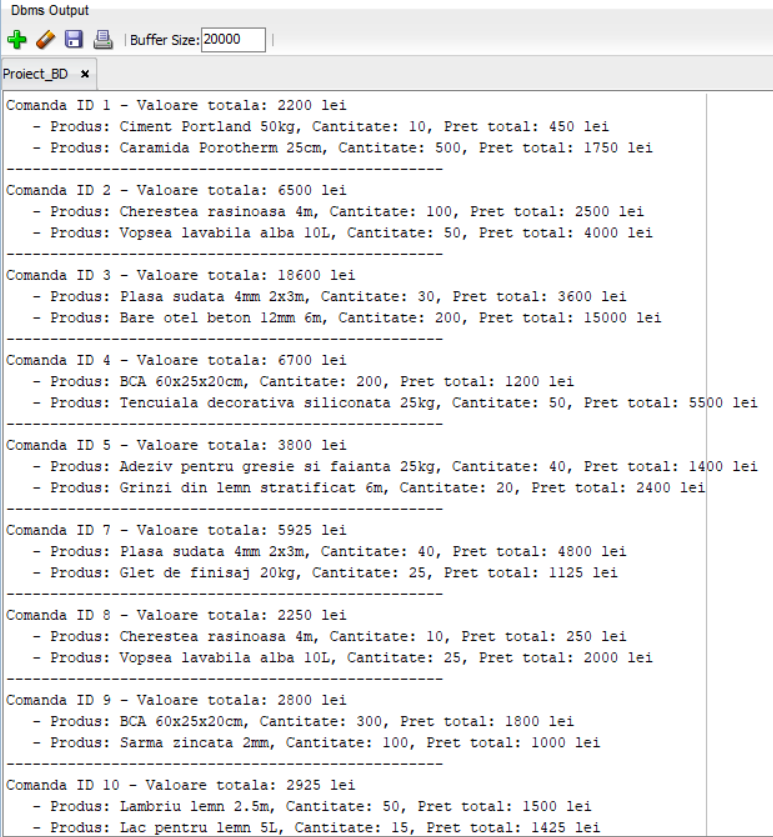 Dbms Output
Buffer Size: 20000
Proiect_BD
Comanda ID 1 - Valoare totala: 2200 lei
- Produs: Ciment Portland 50kg, Cantitate: 10, Pret total: 450 lei
- Produs: Caramida Porotherm 25cm, Cantitate: 500, Pret total: 1750 lei
--------------------------------------------------
Comanda ID 2 - Valoare totala: 6500 lei
- Produs: Cherestea rasinoasa 4m, Cantitate: 100, Pret total: 2500 lei
- Produs: Vopsea lavabila alba 10L, Cantitate: 50, Pret total: 4000 lei
--------------------------------------------------
Comanda ID 3 - Valoare totala: 18600 lei
- Produs: Plasa sudata 4mm 2x3m, Cantitate: 30, Pret total: 3600 lei
- Produs: Bare otel beton 12mm 6m, Cantitate: 200, Pret total: 15000 lei
--------------------------------------------------
Comanda ID 4 - Valoare totala: 6700 lei
- Produs: BCA 60x25x20cm, Cantitate: 200, Pret total: 1200 lei
- Produs: Tencuiala decorativa siliconata 25kg, Cantitate: 50, Pret total: 5500 lei
--------------------------------------------------
Comanda ID 5 - Valoare totala: 3800 lei
- Produs: Adeziv pentru gresie si faianta 25kg, Cantitate: 40, Pret total: 1400 lei
- Produs: Grinzi din lemn stratificat 6m, Cantitate: 20, Pret total: 2400 lei
--------------------------------------------------
Comanda ID 7 - Valoare totala: 5925 lei
- Produs: Plasa sudata 4mm 2x3m, Cantitate: 40, Pret total: 4800 lei
- Produs: Glet de finisaj 20kg, Cantitate: 25, Pret total: 1125 lei
--------------------------------------------------
Comanda ID 8 - Valoare totala: 2250 lei
- Produs: Cherestea rasinoasa 4m, Cantitate: 10, Pret total: 250 lei
- Produs: Vopsea lavabila alba 10L, Cantitate: 25, Pret total: 2000 lei
--------------------------------------------------
Comanda ID 9 - Valoare totala: 2800 lei
- Produs: BCA 60x25x20cm, Cantitate: 300, Pret total: 1800 lei
- Produs: Sarma zincata 2mm, Cantitate: 100, Pret total: 1000 lei
--------------------------------------------------
Comanda ID 10 - Valoare totala: 2925 lei
- Produs: Lambriu lemn 2.5m, Cantitate: 50, Pret total: 1500 lei
- Produs: Lac pentru lemn 5L, Cantitate: 15, Pret total: 1425 lei